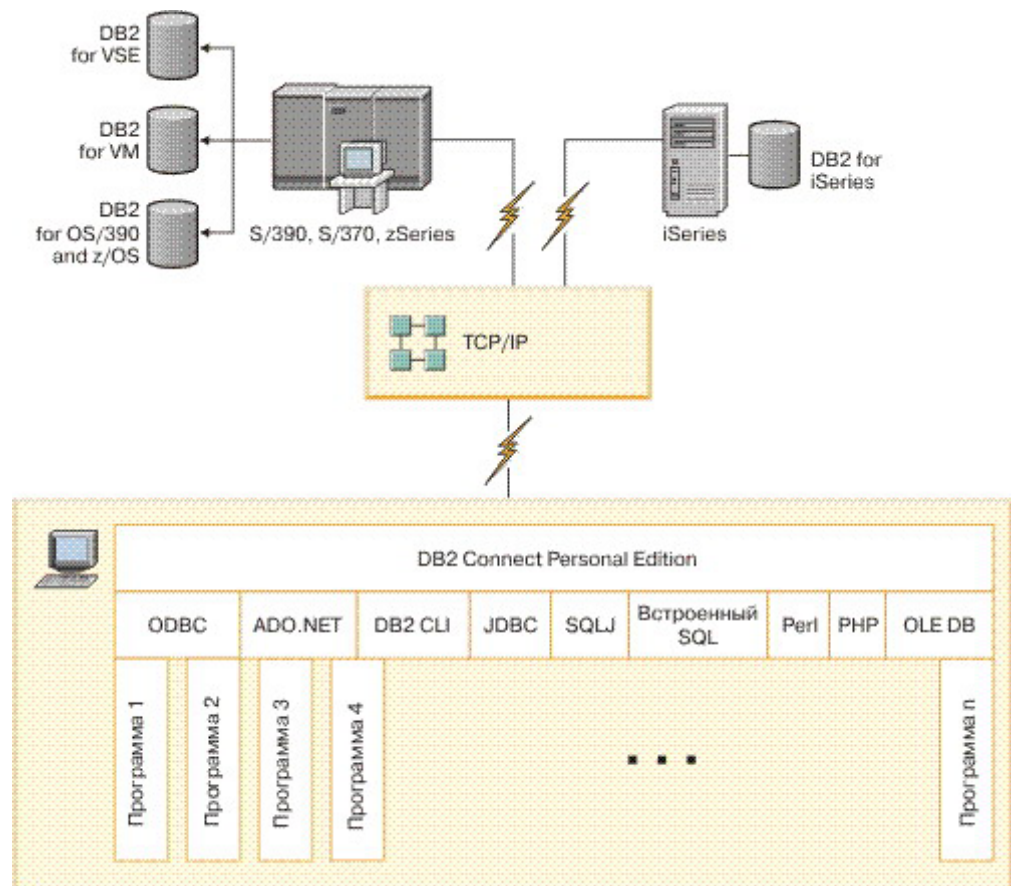 DB2
for VSE
DB2
for VM
DB2
for OS/390
and z/OS
S/390, S/370, zSeries
iSeries
DB2 for
iSeries
TCP/IP
DB2 Connect Personal Edition
ODBC
ADO.NET
DB2 CLI
JDBC
SQLJ
Встроенный
SQL
Perl
PHP
OLE DB
Программа 1
Программа 2
Программа 3
Программа 4
. . .
Программа n